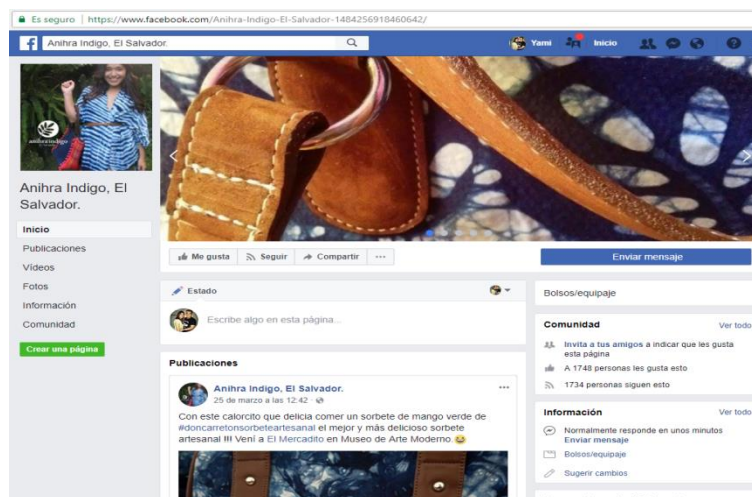 Es seguro | https://www.facebook.com/Anihra-Indigo-El-Salvador-1484256918460642/
Anihra Indigo, El Salvador.
Yami
Inicio
anihra indigo
Anihra Indigo, El
Salvador.
Inicio
Publicaciones
Vídeos
Fotos
Información
Comunidad
Crear una página
Me gusta
Seguir
Compartir
Enviar mensaje
Estado
Escribe algo en esta página...
Publicaciones
Anihra Indigo, El Salvador.
25 de marzo a las 12:42 ·
Con este calorcito que delicia comer un sorbete de mango verde de
#doncarretonsorbeteartesanal el mejor y más delicioso sorbete
artesanal !!! Vení a El Mercadito en Museo de Arte Moderno.
Bolsos/equipaje
Comunidad
Ver todo
Invita a tus amigos a indicar que les gusta
esta página
A 1748 personas les gusta esto
1734 personas siguen esto
Información
Ver todo
Normalmente responde en unos minutos
Enviar mensaje
Bolsos/equipaje
Sugerir cambios